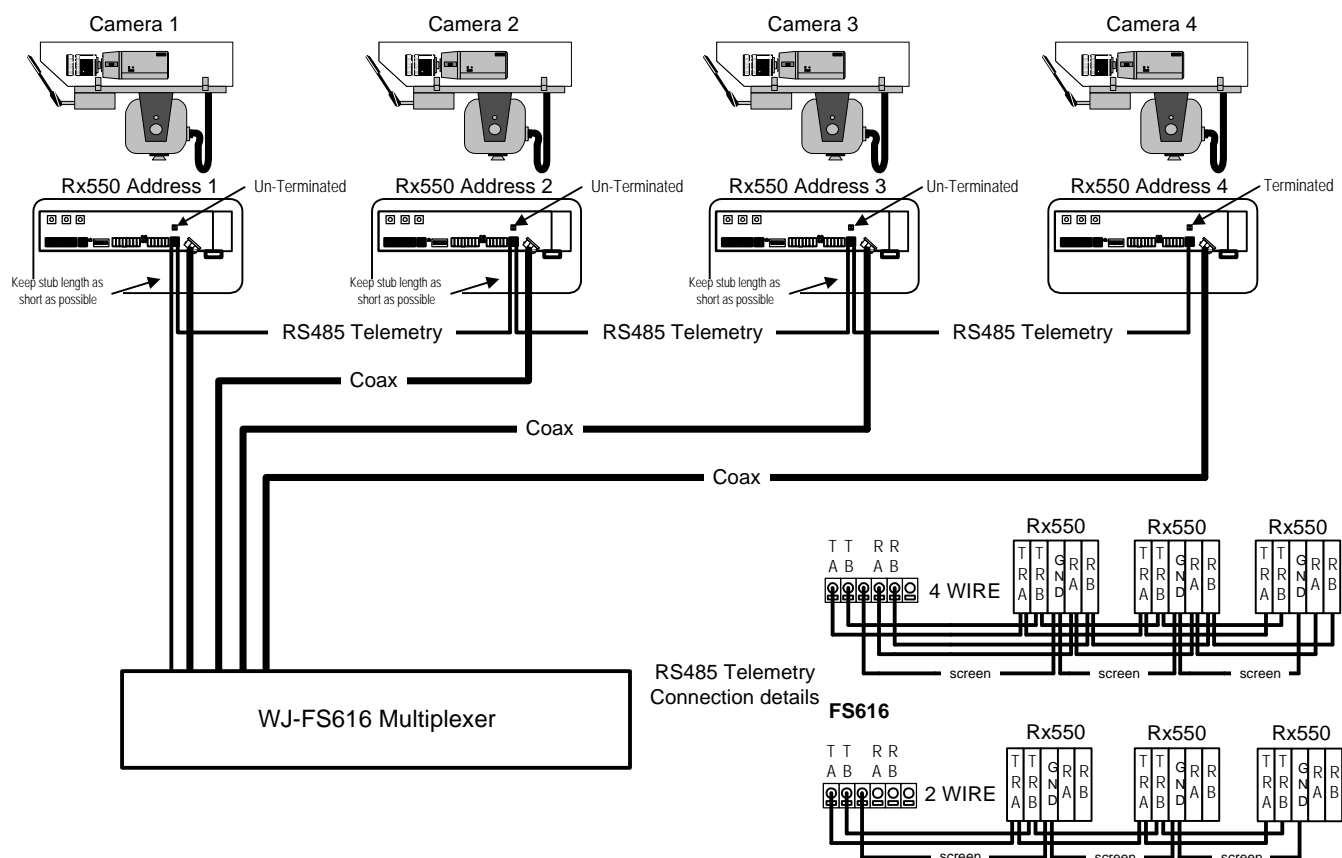 Camera 1
Camera 2
Camera 3
Camera 4
Rx550 Address 1
Un-Terminated
Rx550 Address 2
Un-Terminated
Rx550 Address 3
Un-Terminated
Rx550 Address 4
Terminated
Keep stub length as
short as possible
Keep stub length as
short as possible
Keep stub length as
short as possible
RS485 Telemetry
RS485 Telemetry
RS485 Telemetry
Coax
Coax
Coax
WJ-FS616 Multiplexer
RS485 Telemetry
Connection details
FS616
T T R R
A B A B
4 WIRE
Rx550
TRA TRB GND RA RB
Rx550
TRA TRB GND RA RB
Rx550
TRA TRB GND RA RB
screen
screen
screen
T T R R
A B A B
2 WIRE
Rx550
TRA TRB GND RA RB
Rx550
TRA TRB GND RA RB
Rx550
TRA TRB GND RA RB
screen
screen
screen